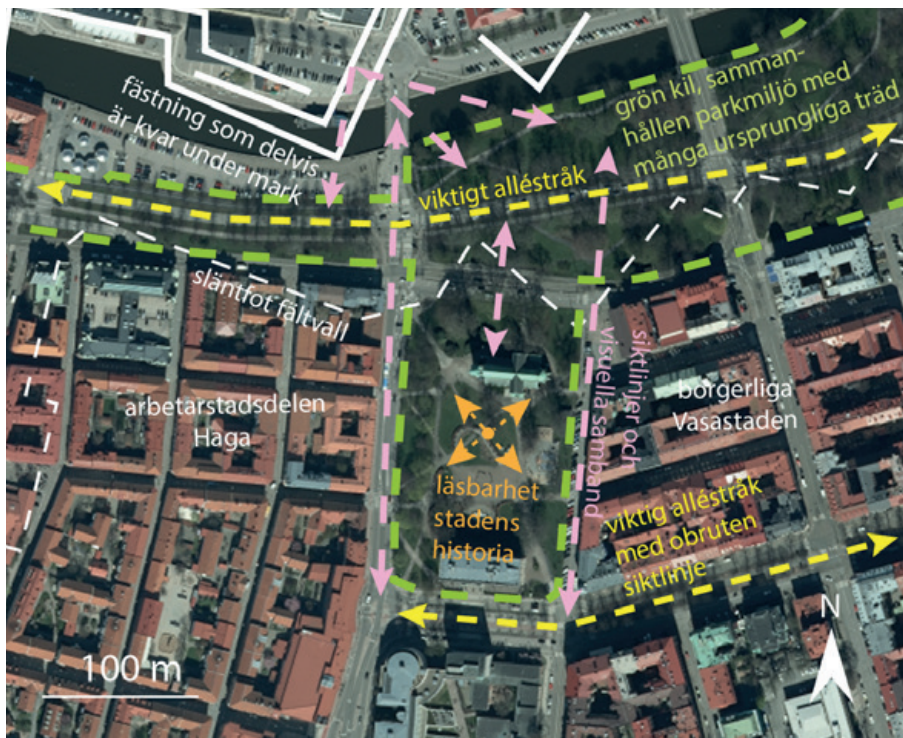 fästning som delvis
är kvar under mark
grön kil, samman-
hållen parkmiljö med
många ursprungliga träd
viktigt alléstråk
släntfot fältvall
siktlinjer och
visuella samband
arbetarstadsdelen
Haga
borgerliga
Vasastaden
läsbarhet
stadens
historia
viktig alléstråk
med obruten
siktlinje
100 m
N